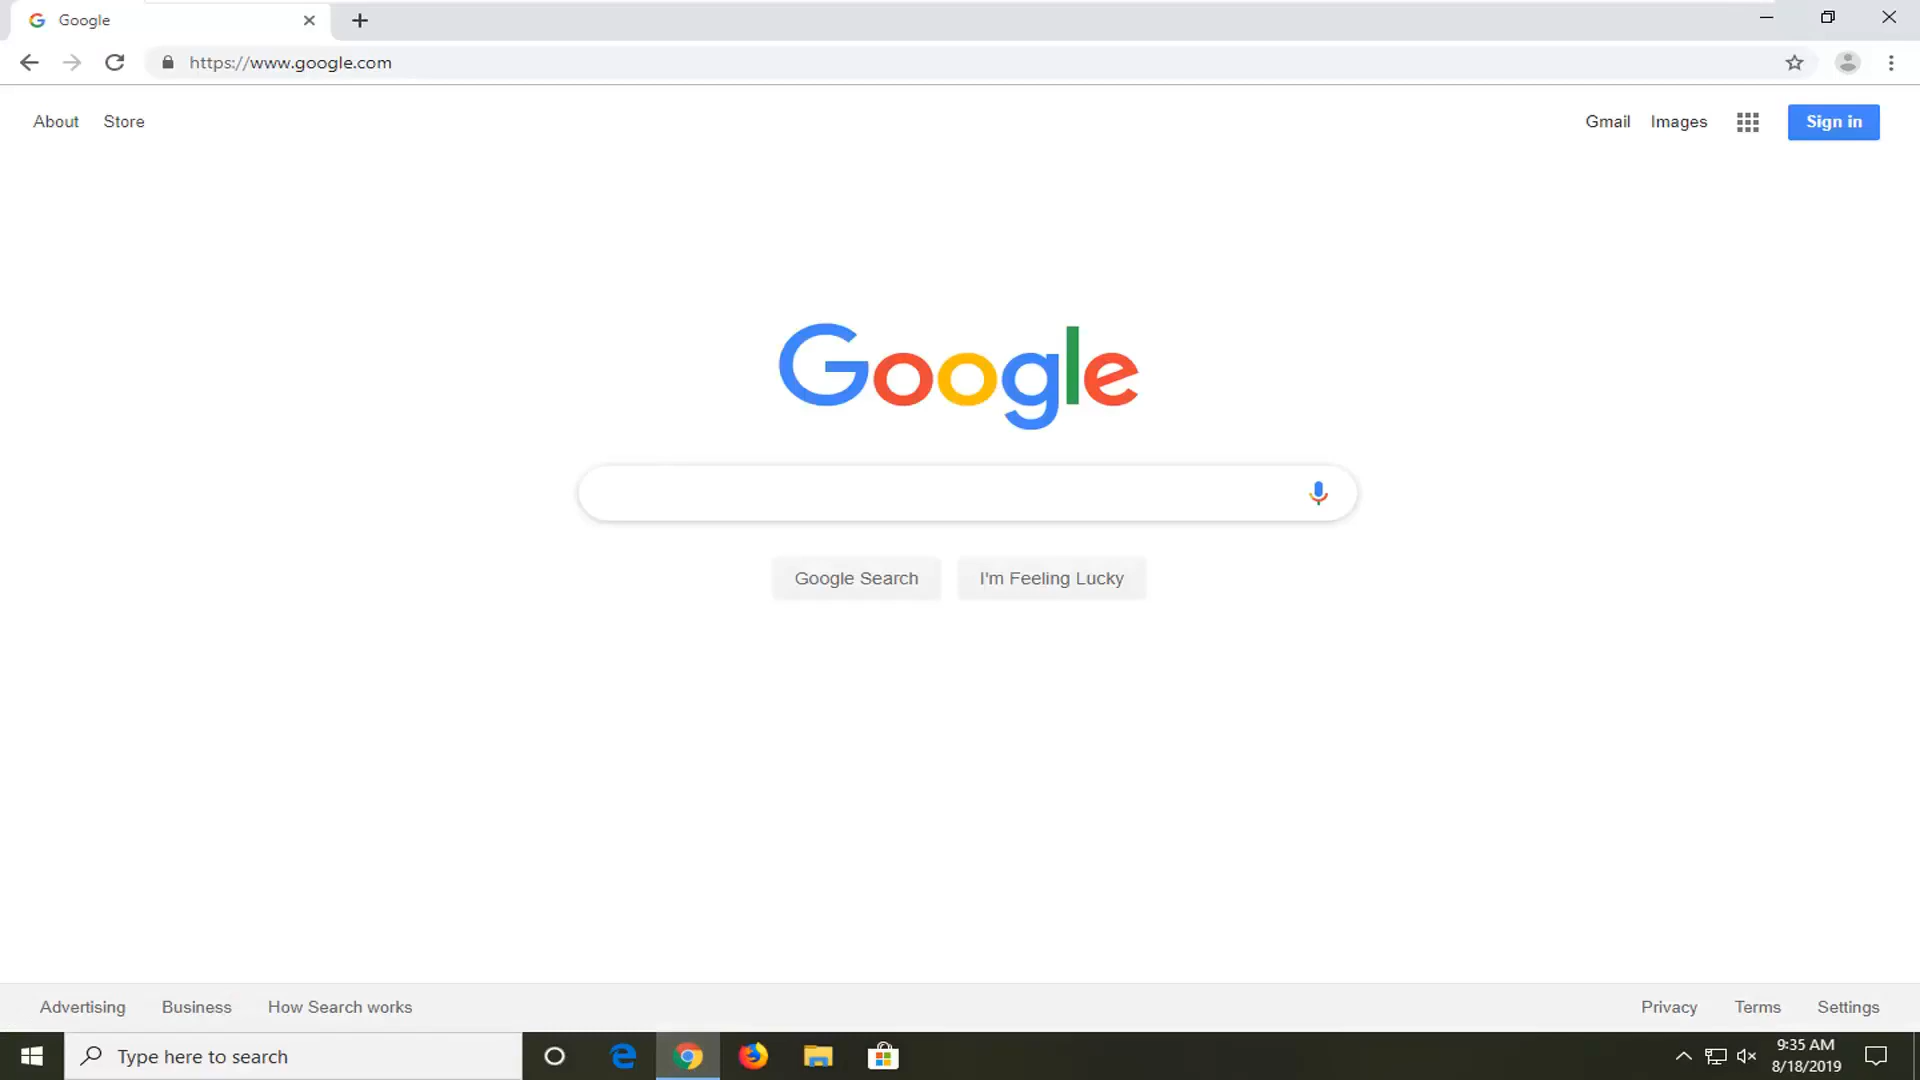 Google
https://www.google.com
About Store
Gmail Images Sign in
Google
Google Search I'm Feeling Lucky
Advertising Business How Search works
Privacy Terms Settings
Type here to search
9:35 AM
8/18/2019